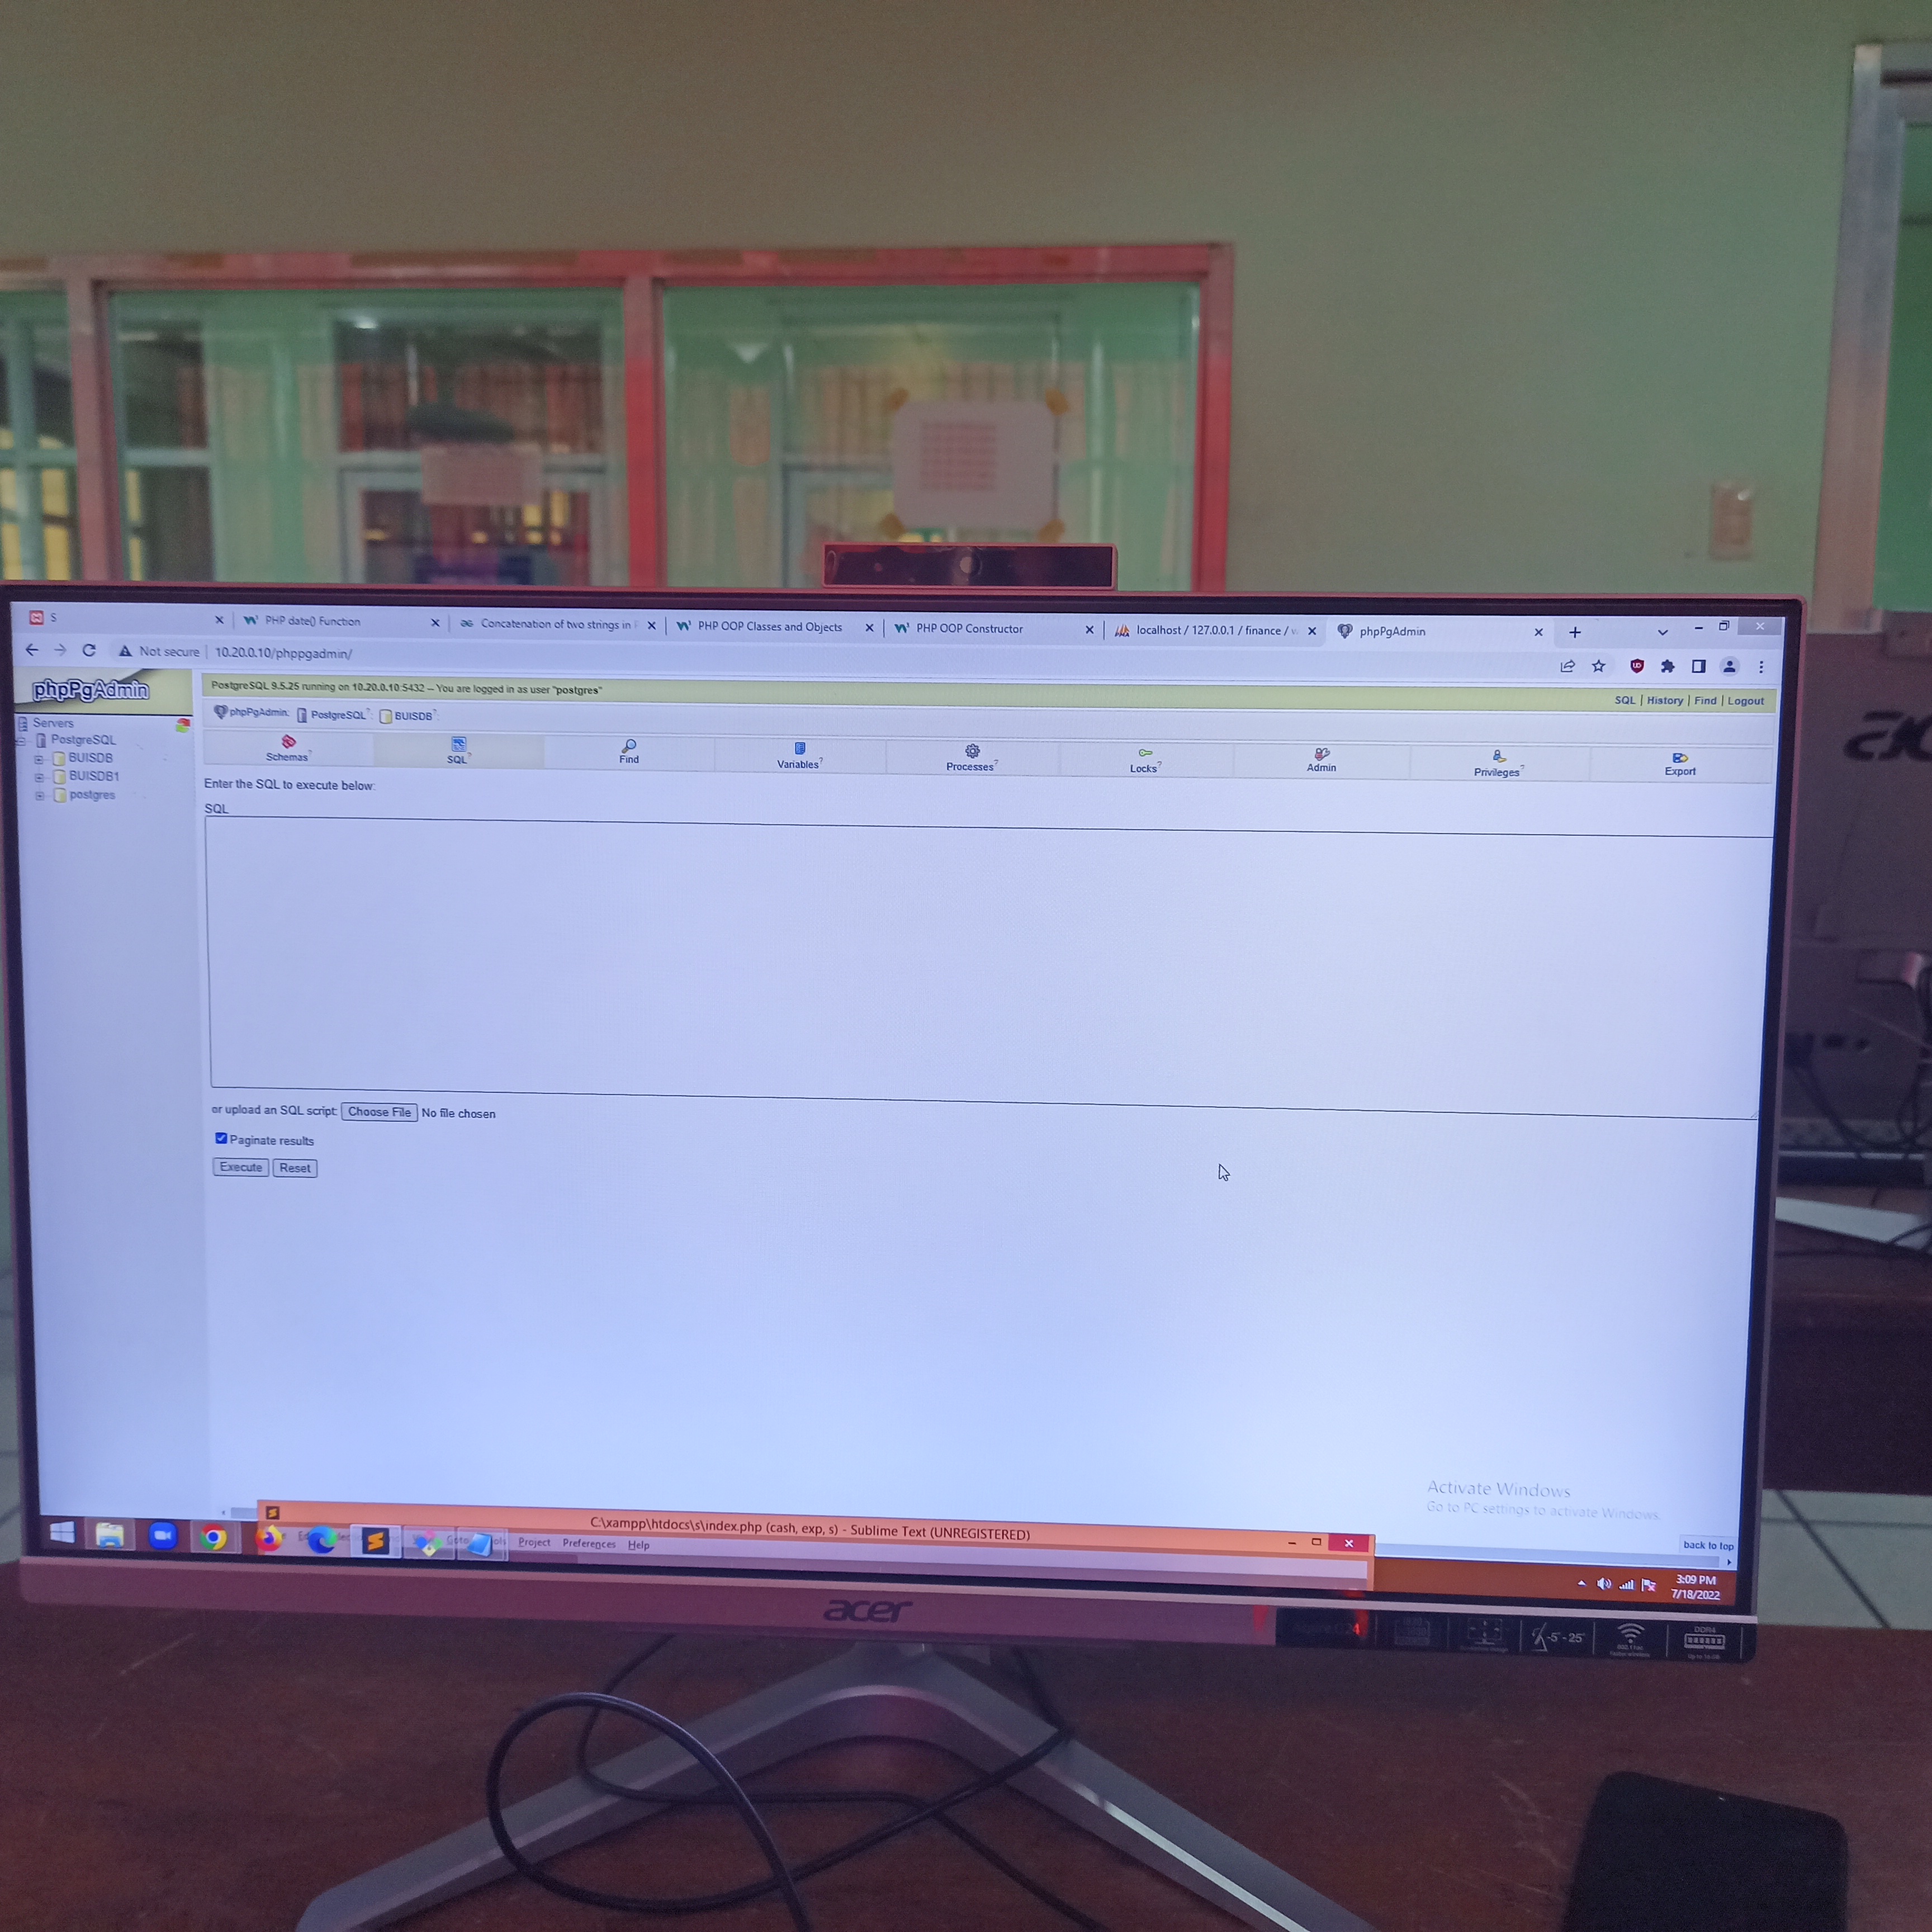 S
PHP date() Function
Concatenation of two strings in
PHP OOP Classes and Objects
PHP OOP Constructor
localhost / 127.0.0.1 / finance /
phpPgAdmin
Not secure
10.20.0.10/phppgadmin/
phpPgAdmin
Servers
PostgreSQL
BUISDB
BUISDB1
postgres
PostgreSQL 9.5.25 running on 10.20.0.10:5432 -- You are logged in as user "postgres"
SQL | History | Find | Logout
phpPgAdmin: PostgreSQL?: BUISDB?:
Schemas?
SQL?
Find
Variables?
Processes?
Locks?
Admin
Privileges?
Export
Enter the SQL to execute below:
SQL
or upload an SQL script: Choose File No file chosen
Paginate results
Execute Reset
Activate Windows
Go to PC settings to activate Windows.
back to top
C:\xampp\htdocs\s\index.php (cash, exp, s) - Sublime Text (UNREGISTERED)
Project Preferences Help
3:09 PM
7/18/2022
acer
Aspire C 24
-5° - 25°
DDR4